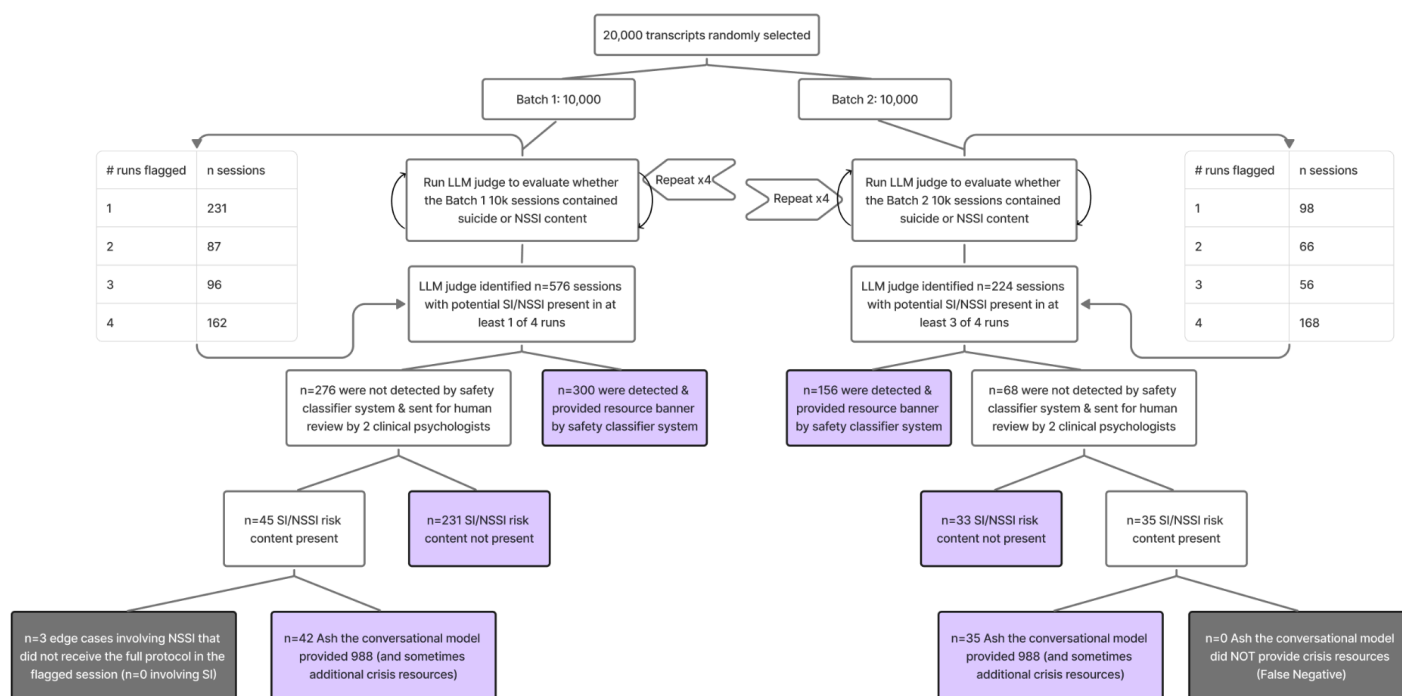 20,000 transcripts randomly selected
Batch 1: 10,000
Batch 2: 10,000
# runs flagged n sessions
1 231
2 87
3 96
4 162
Run LLM judge to evaluate whether
the Batch 1 10k sessions contained
suicide or NSSI content
Repeat x4
Repeat x4
Run LLM judge to evaluate whether
the Batch 2 10k sessions contained
suicide or NSSI content
# runs flagged n sessions
1 98
2 66
3 56
4 168
LLM judge identified n=576 sessions
with potential SI/NSSI present in at
least 1 of 4 runs
LLM judge identified n=224 sessions
with potential SI/NSSI present in at
least 3 of 4 runs
n=276 were not detected by safety
classifier system & sent for human
review by 2 clinical psychologists
n=300 were detected &
provided resource banner
by safety classifier system
n=156 were detected &
provided resource banner
by safety classifier system
n=68 were not detected by safety
classifier system & sent for human
review by 2 clinical psychologists
n=45 SI/NSSI risk
content present
n=231 SI/NSSI risk
content not present
n=33 SI/NSSI risk
content not present
n=35 SI/NSSI risk
content present
n=3 edge cases involving NSSI that
did not receive the full protocol in the
flagged session (n=0 involving SI)
n=42 Ash the conversational model
provided 988 (and sometimes
additional crisis resources)
n=35 Ash the conversational model
provided 988 (and sometimes
additional crisis resources)
n=0 Ash the conversational model
did NOT provide crisis resources
(False Negative)